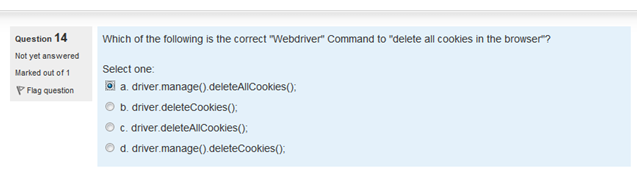 Question 14
Not yet answered
Marked out of 1
Flag question
Which of the following is the correct "Webdriver" Command to "delete all cookies in the browser"?
Select one:
a. driver.manage().deleteAllCookies();
b. driver.deleteCookies();
c. driver.deleteAllCookies();
d. driver.manage().deleteCookies();